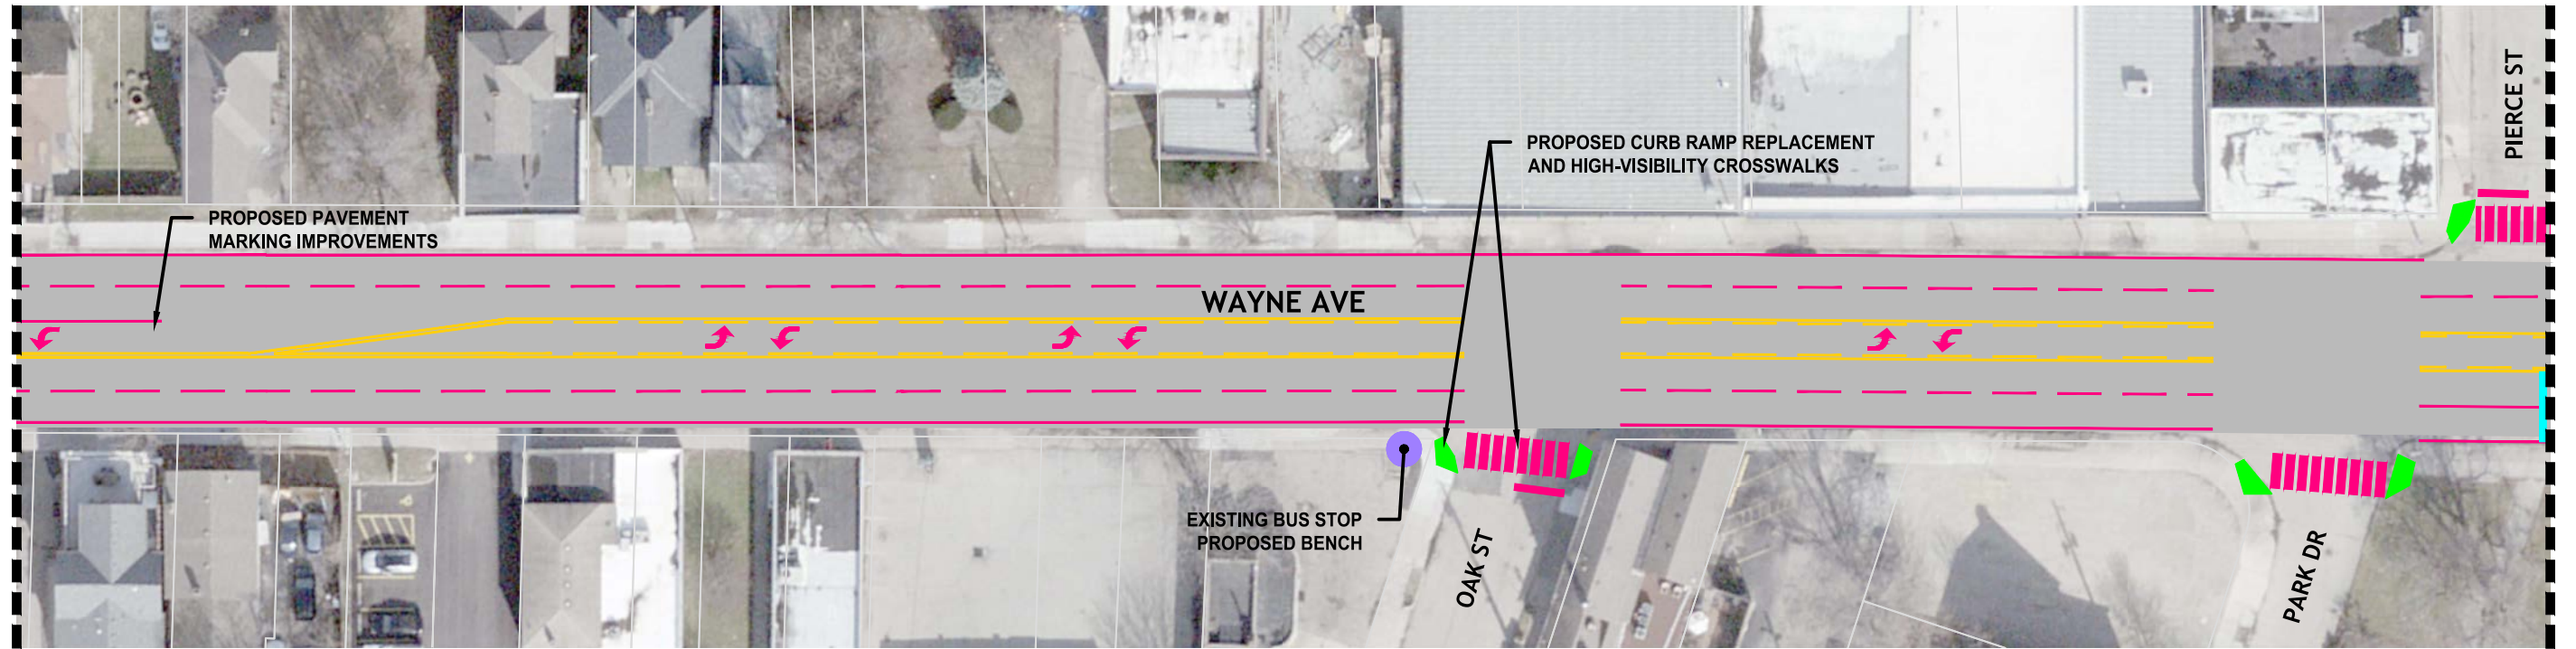 PIERCE ST
PROPOSED CURB RAMP REPLACEMENT
AND HIGH-VISIBILITY CROSSWALKS
PROPOSED PAVEMENT
MARKING IMPROVEMENTS
WAYNE AVE
EXISTING BUS STOP
PROPOSED BENCH
OAK ST
PARK DR